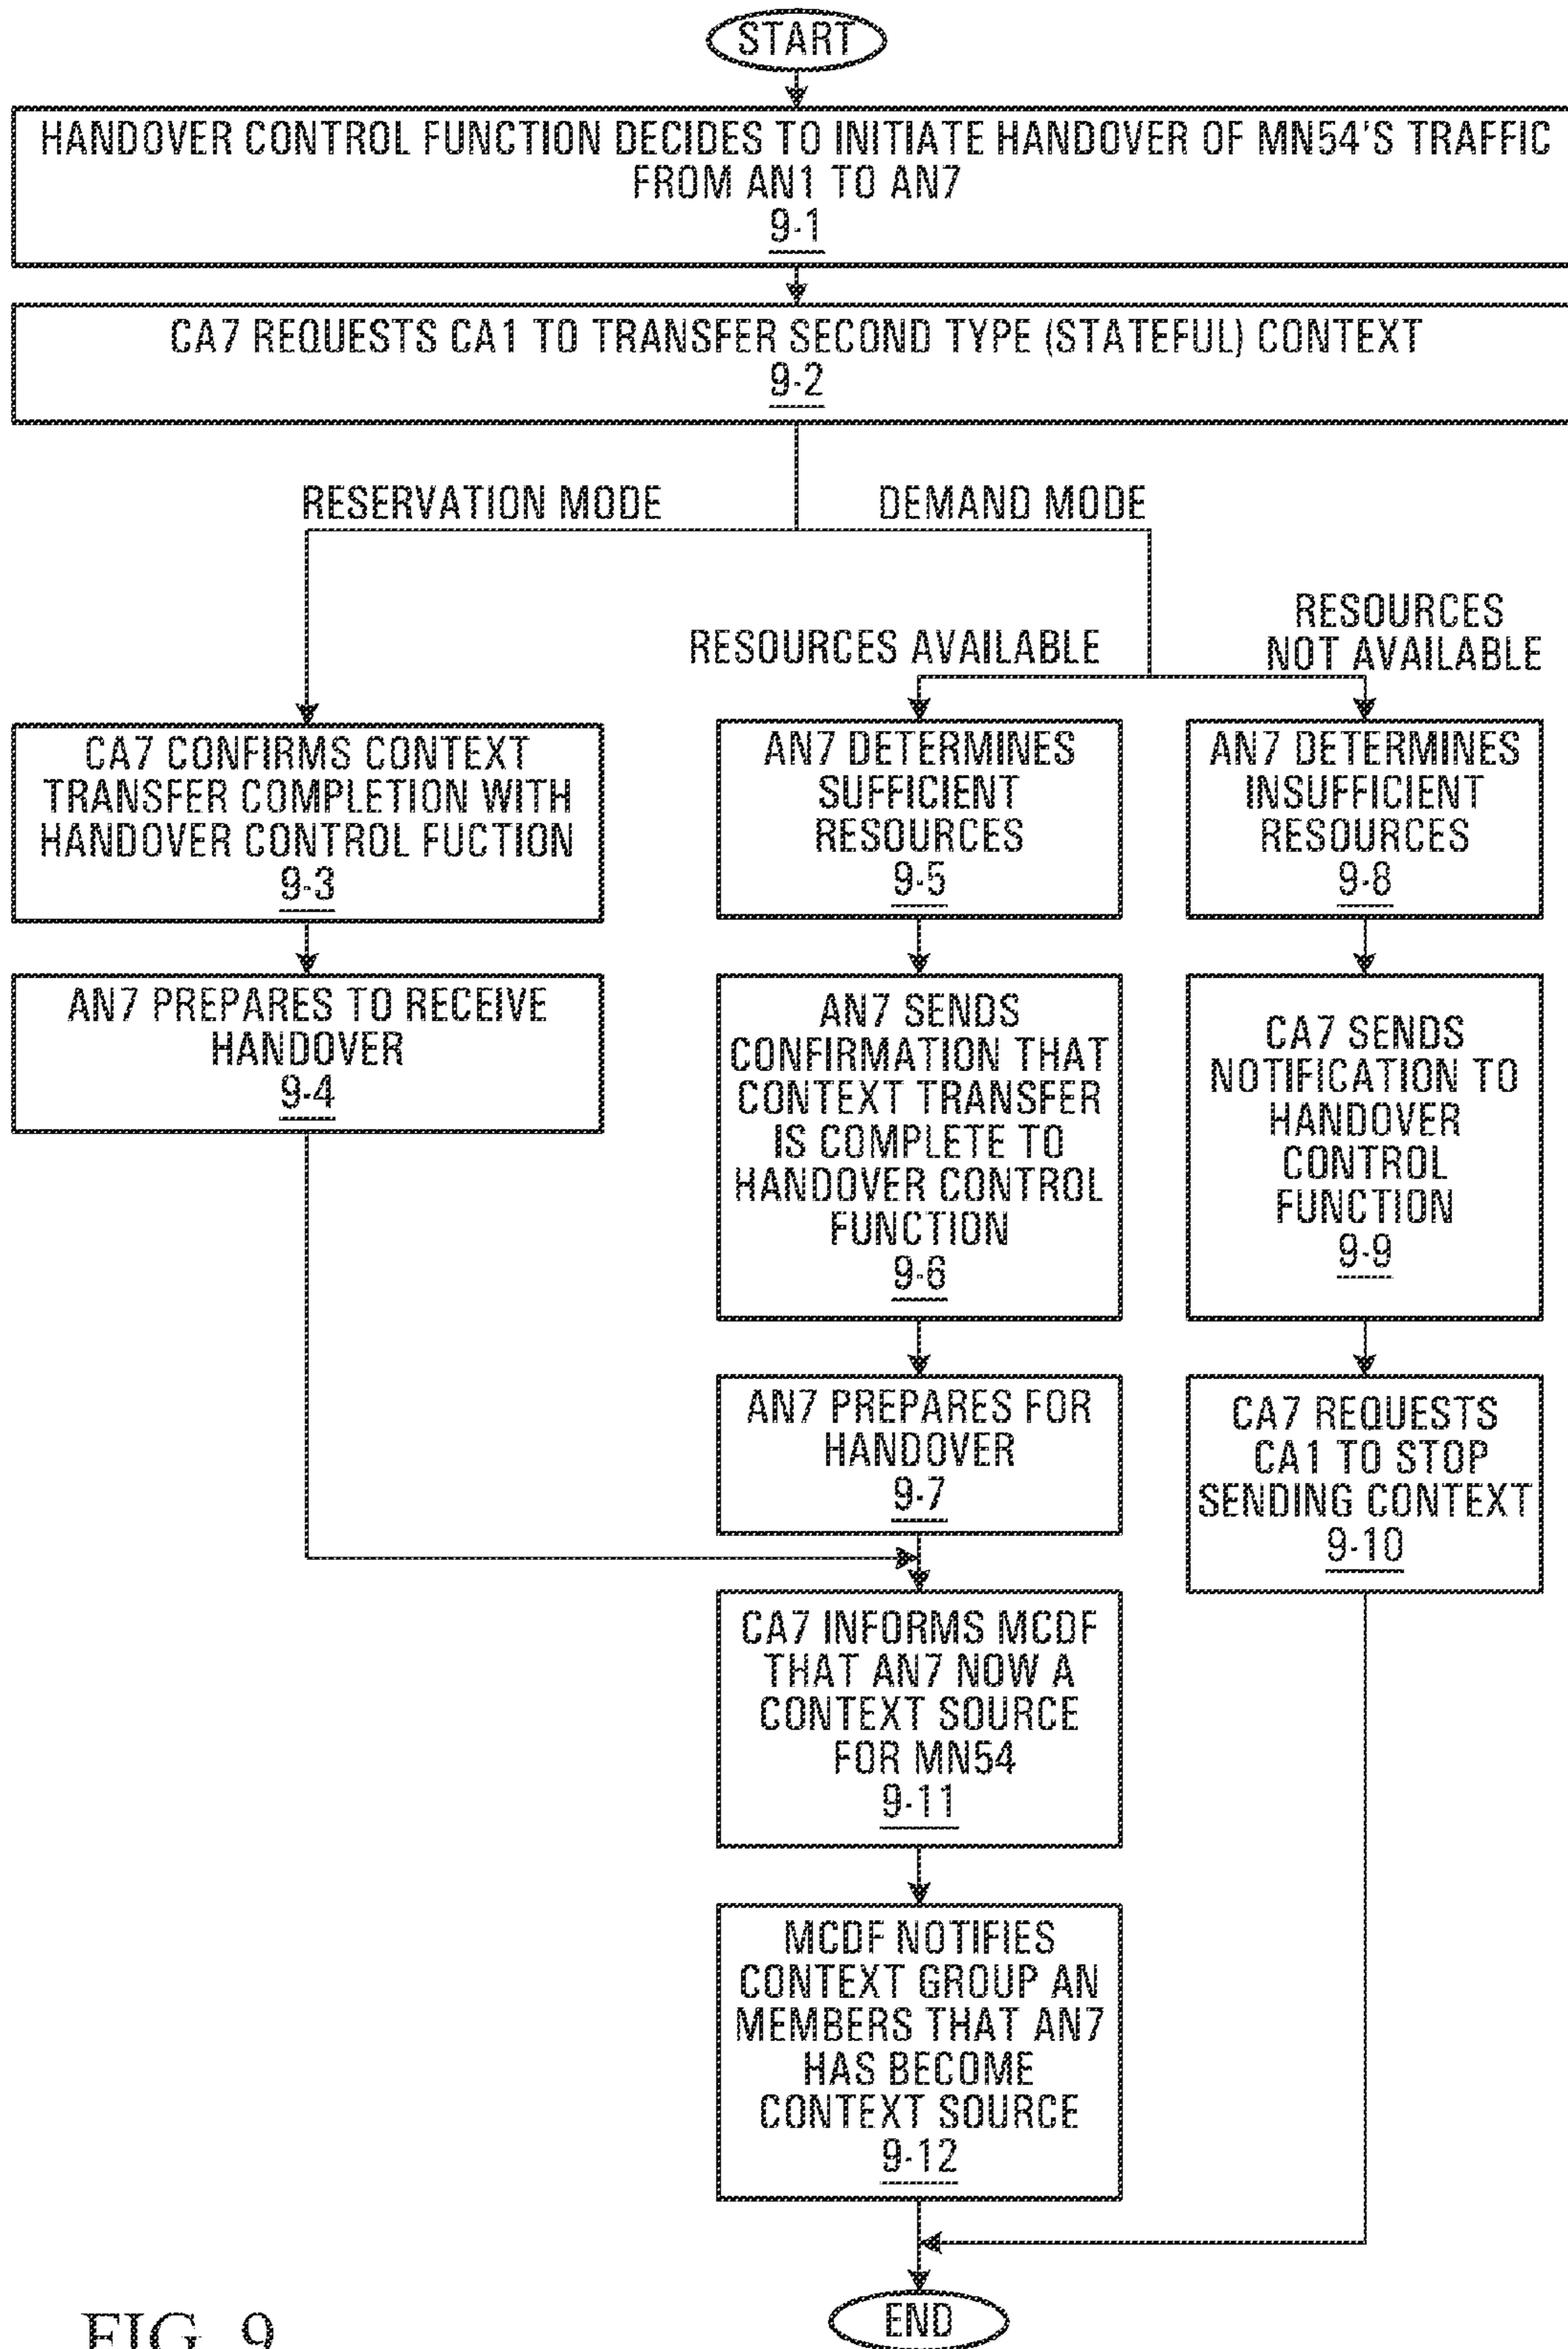 START
HANDOVER CONTROL FUNCTION DECIDES TO INITIATE HANDOVER OF MN54'S TRAFFIC
FROM AN1 TO AN7
9-1
CA7 REQUESTS CA1 TO TRANSFER SECOND TYPE (STATEFUL) CONTEXT
9-2
RESERVATION MODE
DEMAND MODE
RESOURCES AVAILABLE
RESOURCES
NOT AVAILABLE
CA7 CONFIRMS CONTEXT
TRANSFER COMPLETION WITH
HANDOVER CONTROL FUCTION
9-3
AN7 PREPARES TO RECEIVE
HANDOVER
9-4
AN7 DETERMINES
SUFFICIENT
RESOURCES
9-5
AN7 SENDS
CONFIRMATION THAT
CONTEXT TRANSFER
IS COMPLETE TO
HANDOVER CONTROL
FUNCTION
9-6
AN7 PREPARES FOR
HANDOVER
9-7
AN7 DETERMINES
INSUFFICIENT
RESOURCES
9-8
CA7 SENDS
NOTIFICATION TO
HANDOVER
CONTROL
FUNCTION
9-9
CA7 REQUESTS
CA1 TO STOP
SENDING CONTEXT
9-10
CA7 INFORMS MCDF
THAT AN7 NOW A
CONTEXT SOURCE
FOR MN54
9-11
MCDF NOTIFIES
CONTEXT GROUP AN
MEMBERS THAT AN7
HAS BECOME
CONTEXT SOURCE
9-12
END
FIG. 9